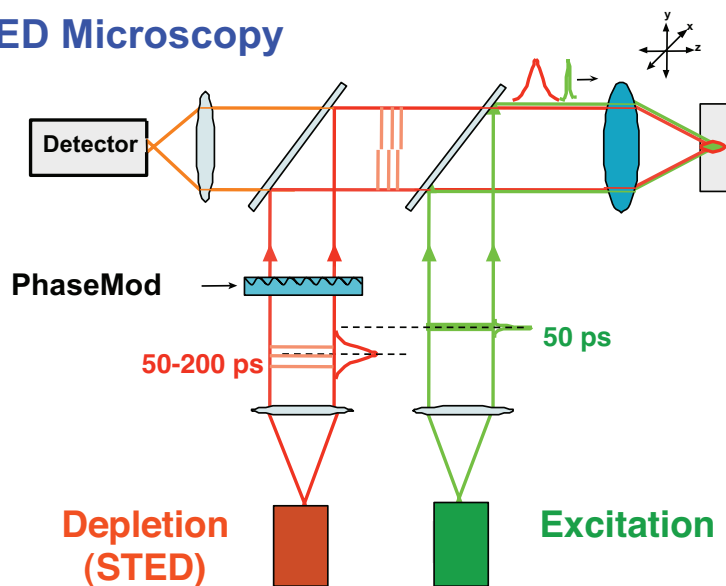 ED Microscopy
y
x
z
Detector
PhaseMod
50-200 ps
50 ps
Depletion
(STED)
Excitation